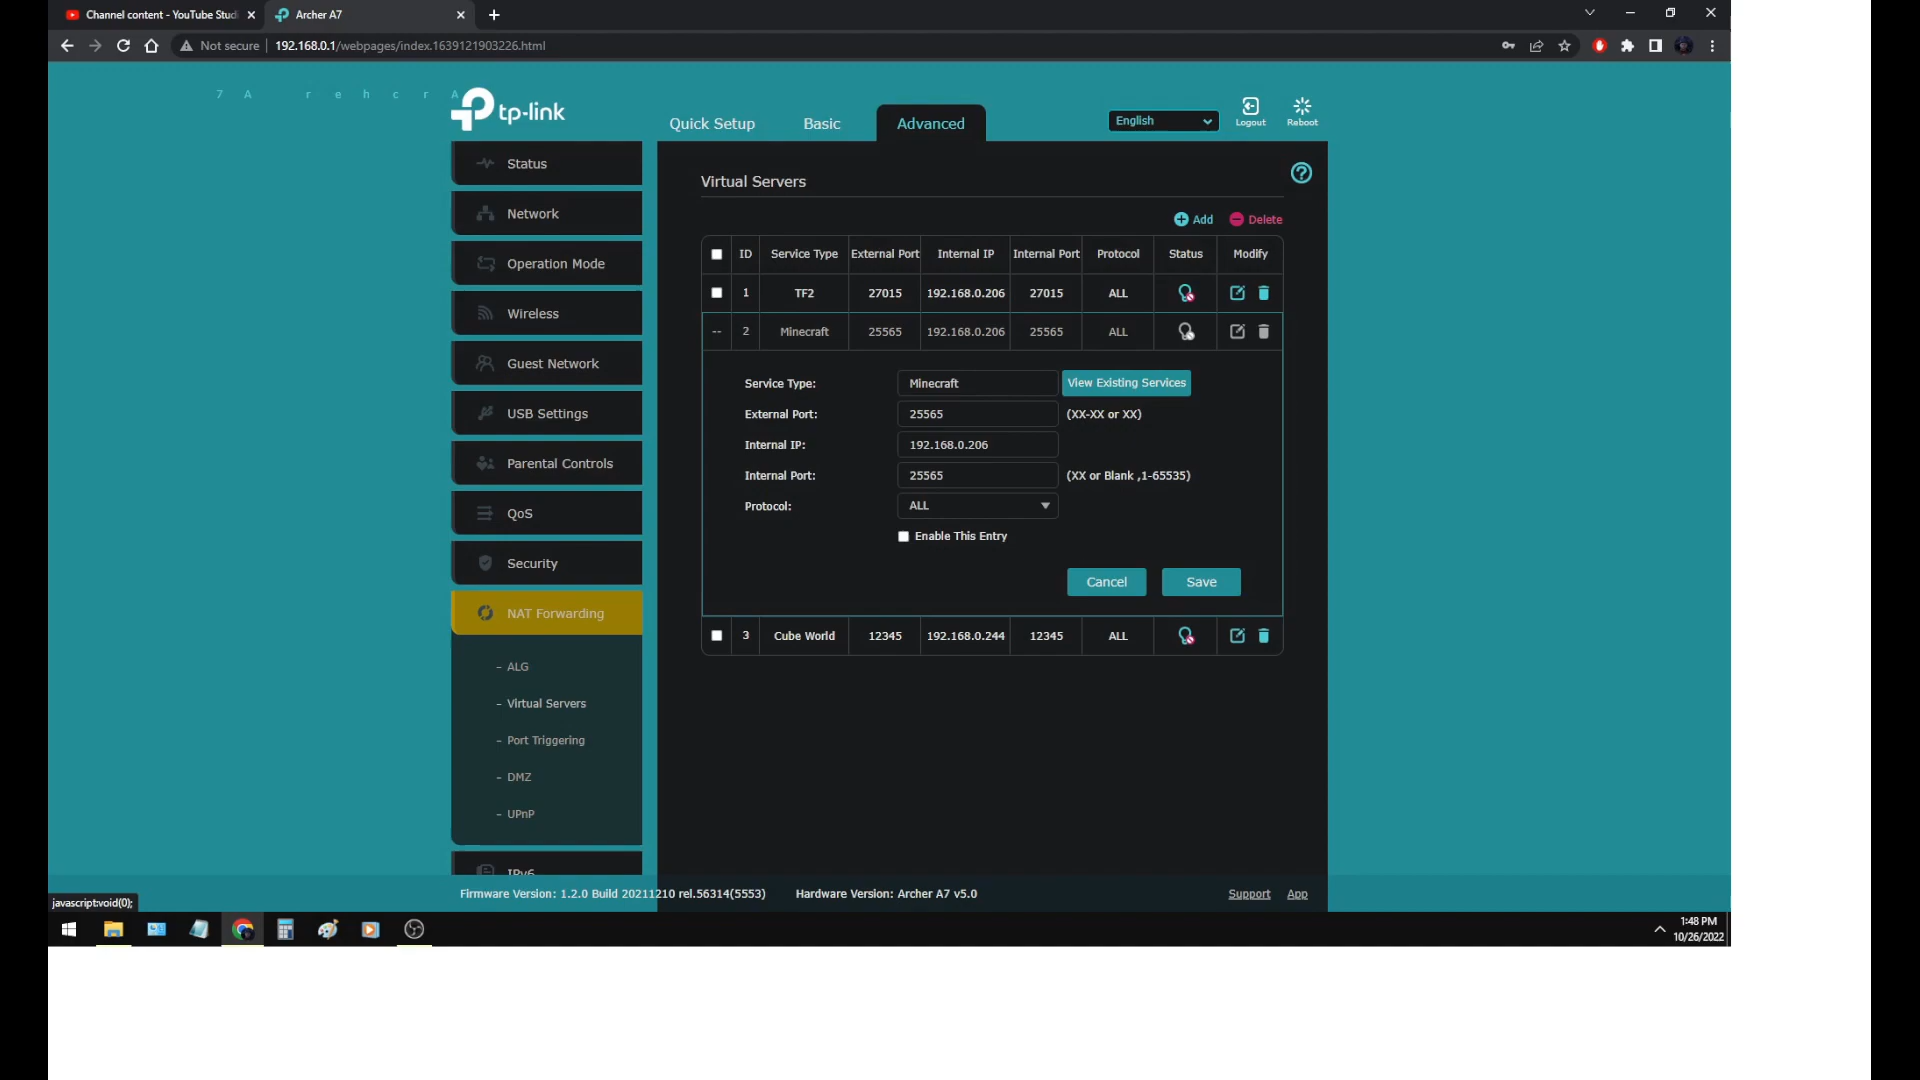 Channel content - YouTube Studi
Archer A7
Not secure
192.168.0.1/webpages/index.1639121903226.html
7 A r e h c r A
tp-link
Quick Setup
Basic
Advanced
English
Logout
Reboot
Status
Network
Operation Mode
Wireless
Guest Network
USB Settings
Parental Controls
QoS
Security
NAT Forwarding
- ALG
- Virtual Servers
- Port Triggering
- DMZ
- UPnP
IPv6
Virtual Servers
Add
Delete
ID Service Type External Port Internal IP Internal Port Protocol Status Modify
1 TF2 27015 192.168.0.206 27015 ALL
-- 2 Minecraft 25565 192.168.0.206 25565 ALL
Service Type: Minecraft View Existing Services
External Port: 25565 (XX-XX or XX)
Internal IP: 192.168.0.206
Internal Port: 25565 (XX or Blank ,1-65535)
Protocol: ALL
Enable This Entry
Cancel Save
3 Cube World 12345 192.168.0.244 12345 ALL
Firmware Version: 1.2.0 Build 20211210 rel.56314(5553)
Hardware Version: Archer A7 v5.0
Support
App
javascript:void(0);
1:48 PM
10/26/2022